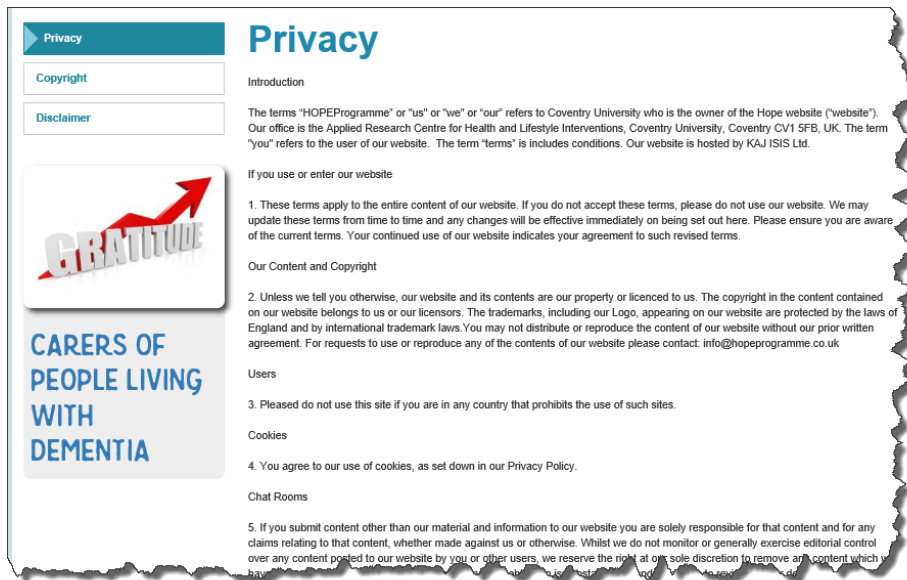 Privacy
Copyright
Disclaimer
GRATITUDE
CARERS OF
PEOPLE LIVING
WITH
DEMENTIA
Privacy
Introduction
The terms “HOPEProgramme” or "us" or "we" or “our” refers to Coventry University who is the owner of the Hope website (“website”).
Our office is the Applied Research Centre for Health and Lifestyle Interventions, Coventry University, Coventry CV1 5FB, UK. The term
"you" refers to the user of our website.  The term “terms” is includes conditions. Our website is hosted by KAJ ISIS Ltd.
If you use or enter our website
1. These terms apply to the entire content of our website. If you do not accept these terms, please do not use our website. We may
update these terms from time to time and any changes will be effective immediately on being set out here. Please ensure you are aware
of the current terms. Your continued use of our website indicates your agreement to such revised terms.
Our Content and Copyright
2. Unless we tell you otherwise, our website and its contents are our property or licenced to us. The copyright in the content contained
on our website belongs to us or our licensors. The trademarks, including our Logo, appearing on our website are protected by the laws of
England and by international trademark laws.You may not distribute or reproduce the content of our website without our prior written
agreement. For requests to use or reproduce any of the contents of our website please contact: info@hopeprogramme.co.uk
Users
3. Pleased do not use this site if you are in any country that prohibits the use of such sites.
Cookies
4. You agree to our use of cookies, as set down in our Privacy Policy.
Chat Rooms
5. If you submit content other than our material and information to our website you are solely responsible for that content and for any
claims relating to that content, whether made against us or otherwise. Whilst we do not monitor or generally exercise editorial control
over any content posted to our website by you or other users, we reserve the right at our sole discretion to remove any content which